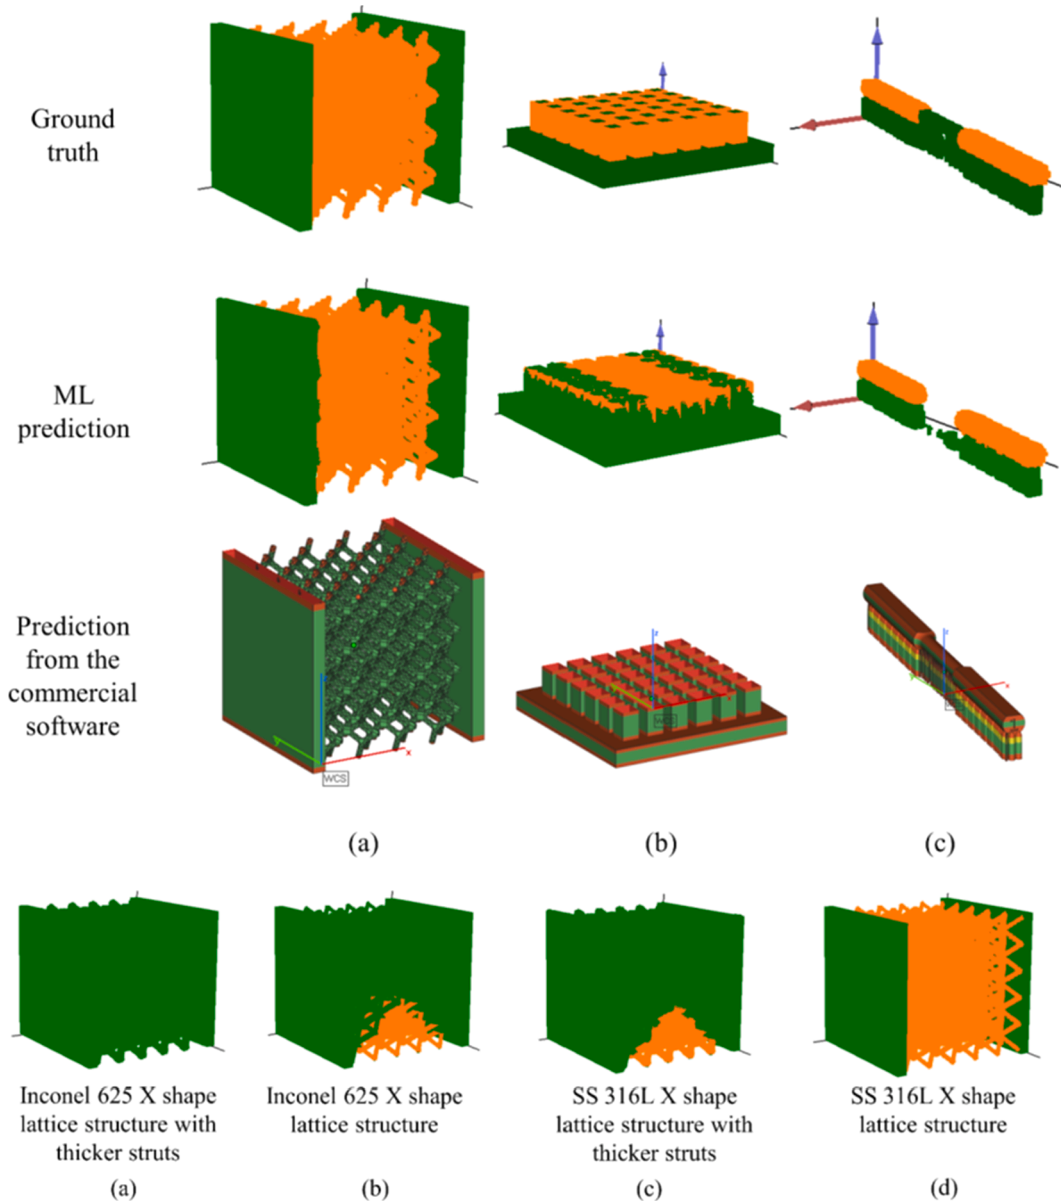 Ground
truth
ML
prediction
Prediction
from the
commercial
software
WCS
(a)
(b)
(c)
Inconel 625 X shape
lattice structure with
thicker struts
(a)
Inconel 625 X shape
lattice structure
(b)
SS 316L X shape
lattice structure with
thicker struts
(c)
SS 316L X shape
lattice structure
(d)